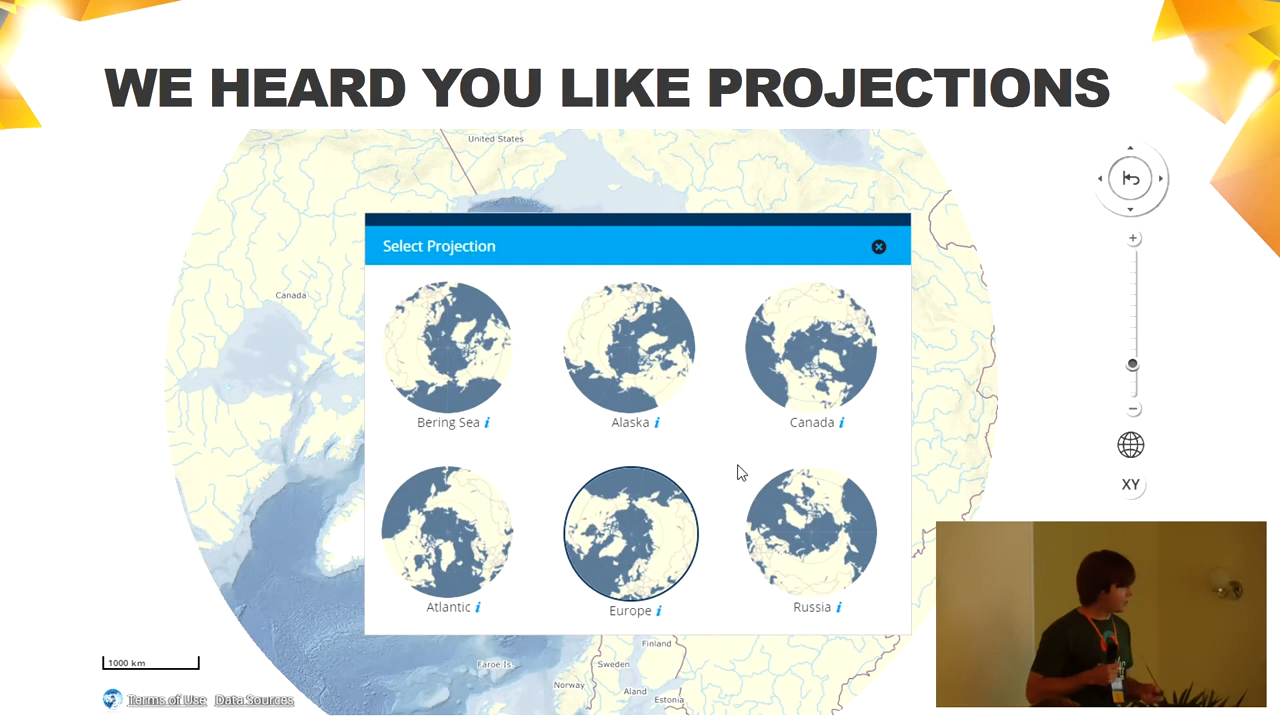 WE HEARD YOU LIKE PROJECTIONS
United States
Canada
Select Projection
Bering Sea i
Alaska i
Canada i
Atlantic i
Europe i
Russia i
XY
Finland
Faroe Is.
Sweden
Norway
Åland
Estonia
1000 km
Terms of Use Data Sources